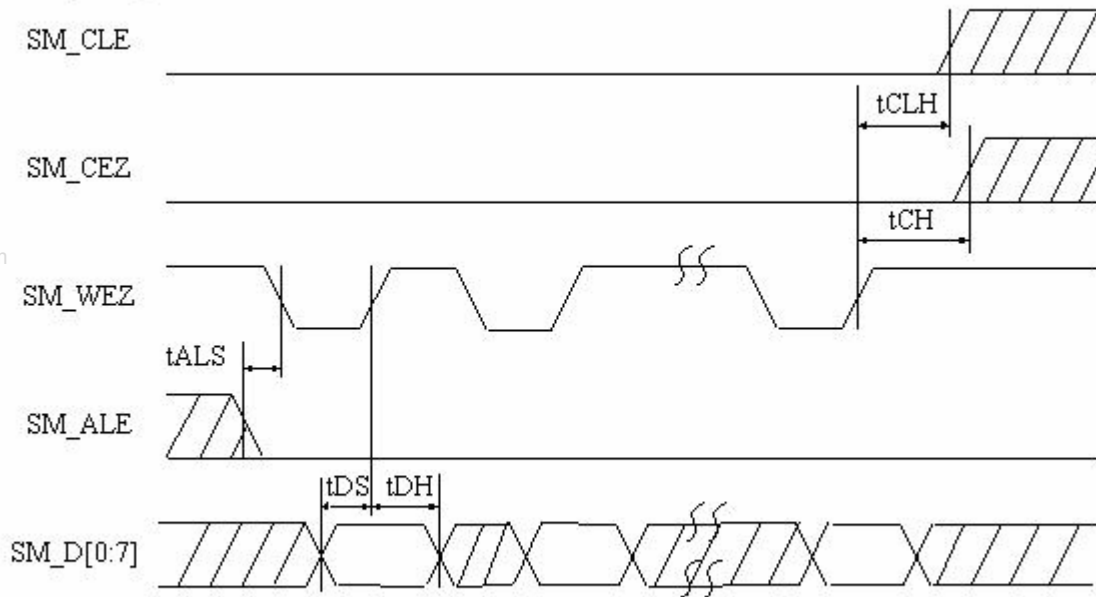 SM_CLE
tCLH
SM_CEZ
tCH
SM_WEZ
tALS
SM_ALE
tDS
tDH
SM_D[0:7]